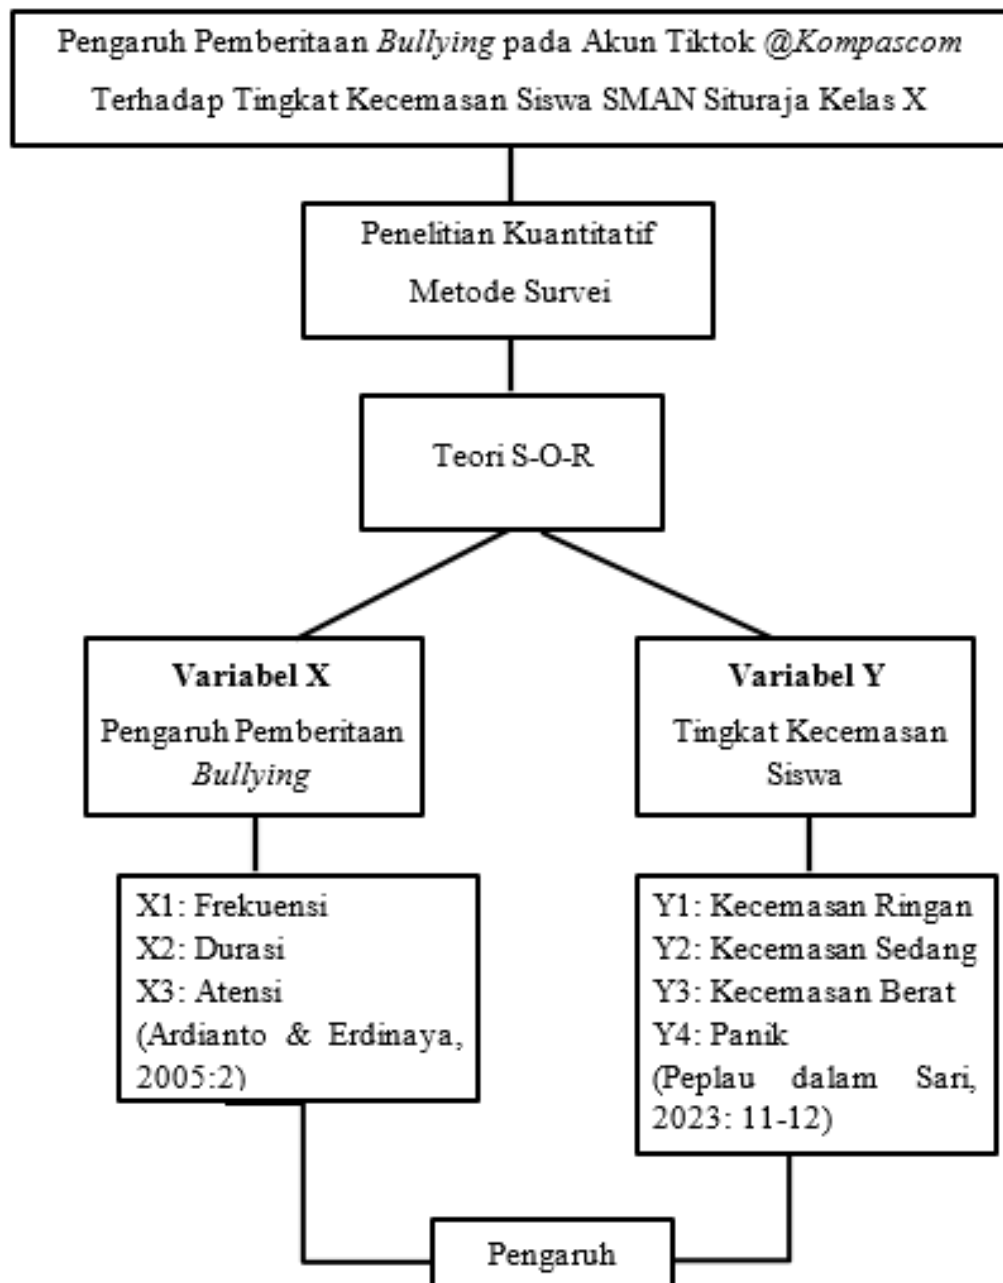 Pengaruh Pemberitaan Bullying pada Akun Tiktok @Kompascom
Terhadap Tingkat Kecemasan Siswa SMAN Situraja Kelas X
Penelitian Kuantitatif
Metode Survei
Teori S-O-R
Variabel X
Pengaruh Pemberitaan
Bullying
Variabel Y
Tingkat Kecemasan
Siswa
X1: Frekuensi
X2: Durasi
X3: Atensi
(Ardianto & Erdinaya,
2005:2)
Y1: Kecemasan Ringan
Y2: Kecemasan Sedang
Y3: Kecemasan Berat
Y4: Panik
(Peplau dalam Sari,
2023: 11-12)
Pengaruh